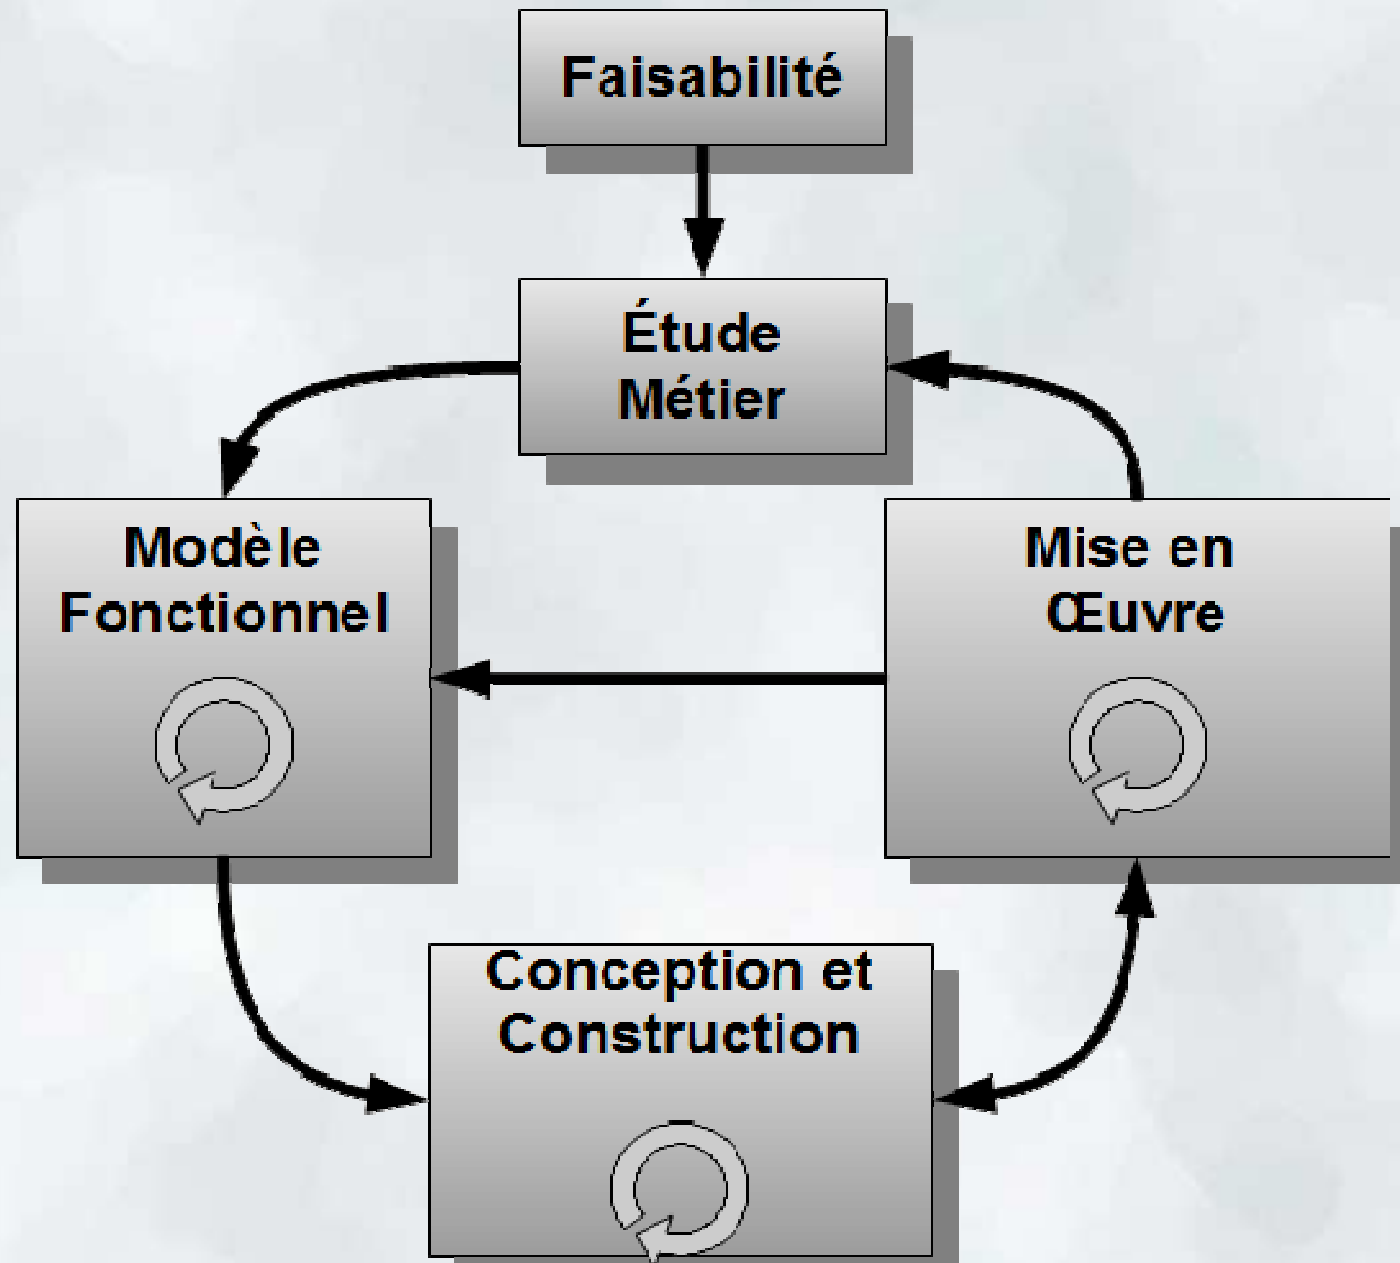 Faisabilité
Étude
Métier
Modèle
Fonctionnel
Mise en
Œuvre
Conception et
Construction